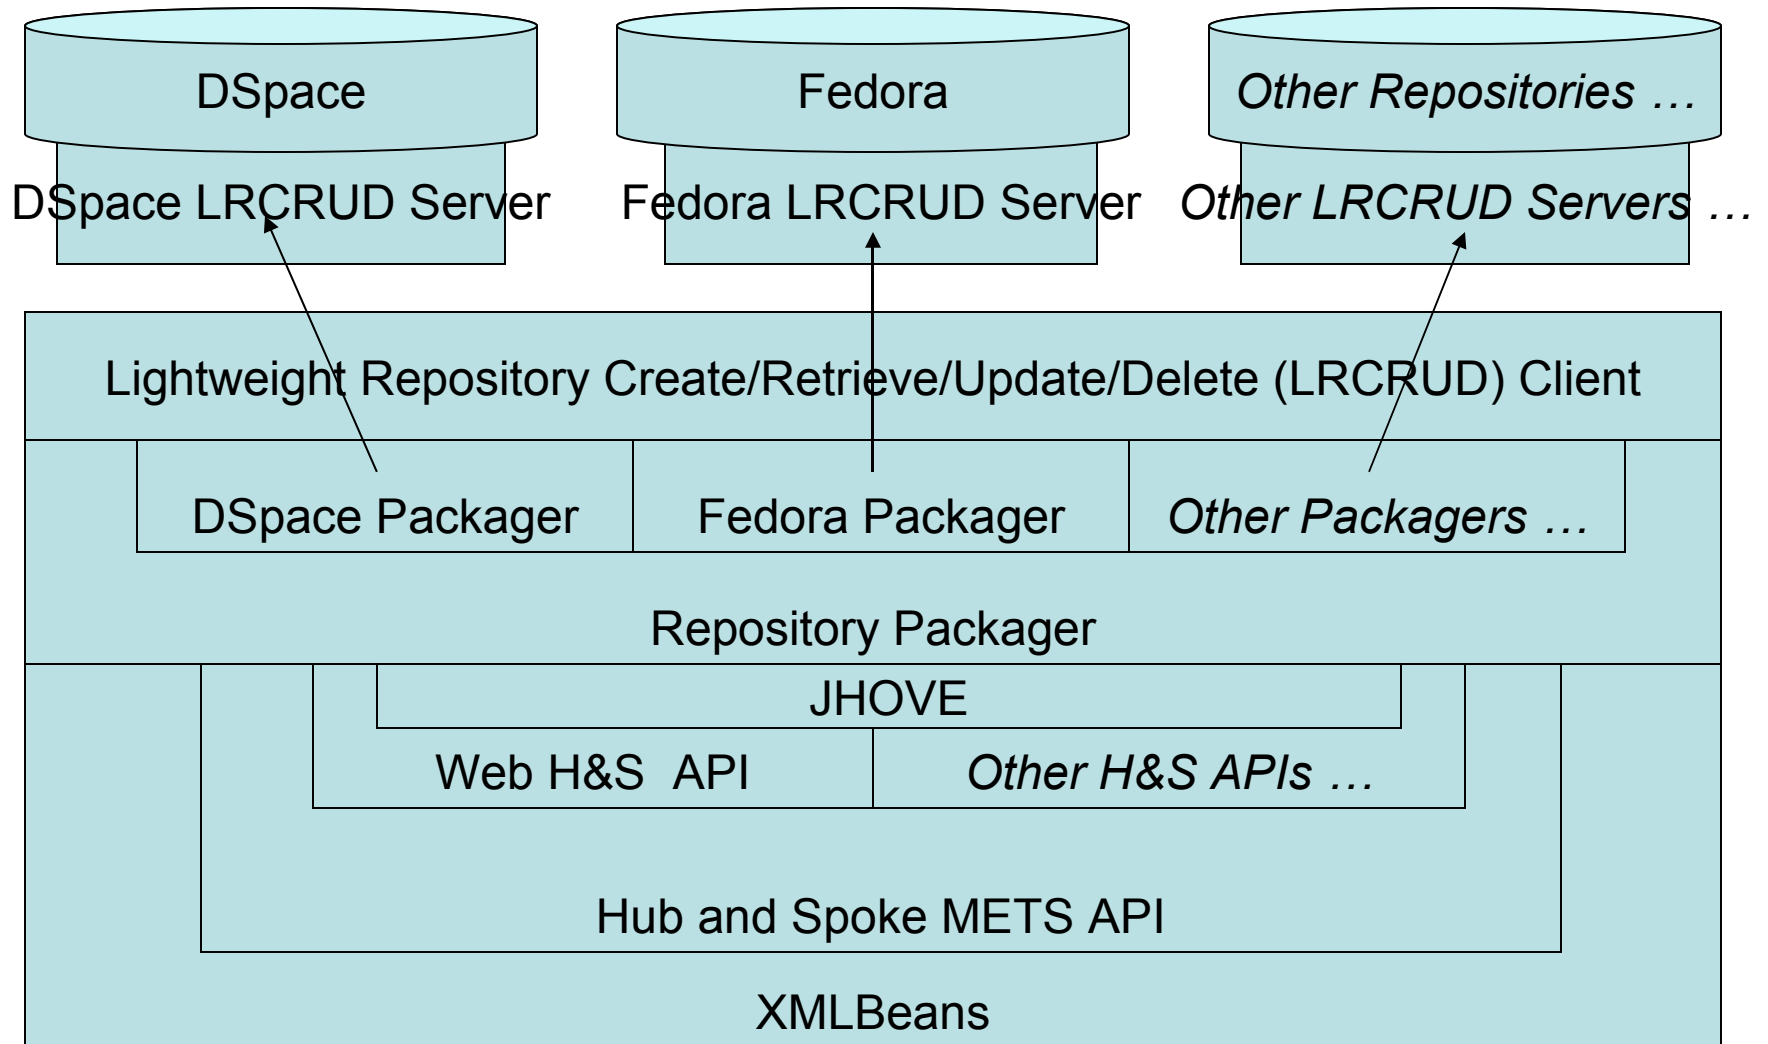 DSpace
Fedora
Other Repositories …
DSpace LRCRUD Server
Fedora LRCRUD Server
Other LRCRUD Servers …
Lightweight Repository Create/Retrieve/Update/Delete (LRCRUD) Client
DSpace Packager
Fedora Packager
Other Packagers …
Repository Packager
JHOVE
Web H&S  API
Other H&S APIs …
Hub and Spoke METS API
XMLBeans